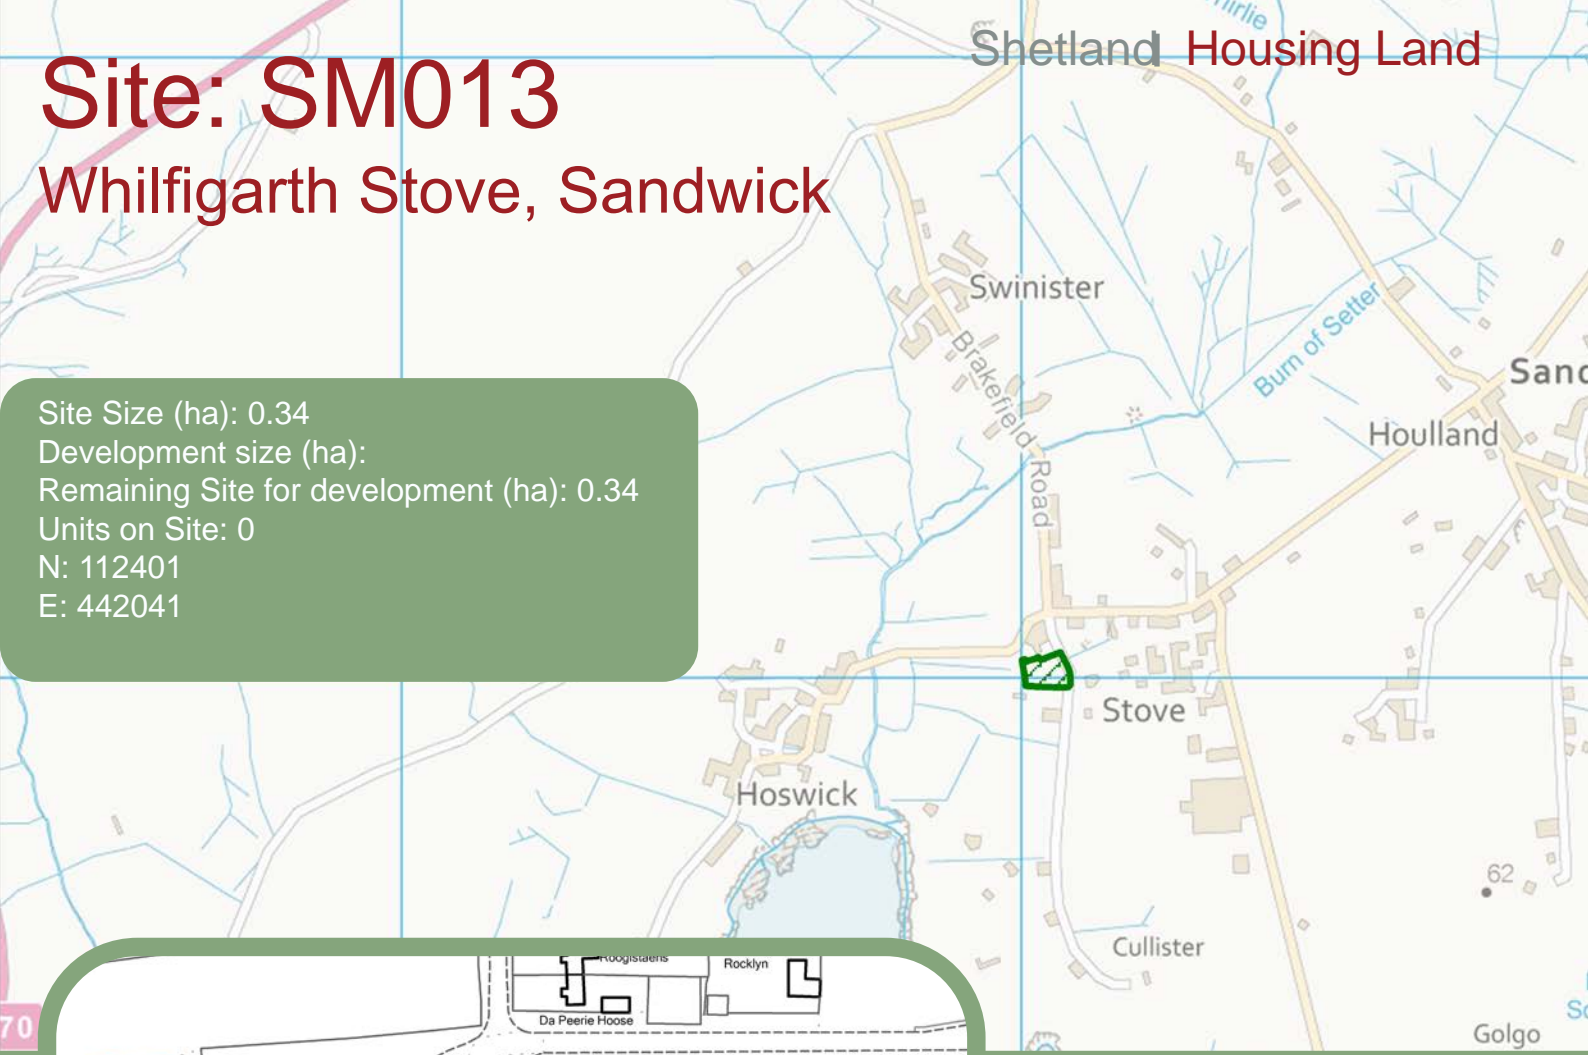 Shetland| Housing Land
Site: SM013
Whilfigarth Stove, Sandwick
Swinister
Burn of Setter
Brakefield Road
Houlland
Site Size (ha): 0.34
Development size (ha):
Remaining Site for development (ha): 0.34
Units on Site: 0
N: 112401
E: 442041
Stove
Hoswick
62
Cullister
Rocklyn
Da Peerie Hoose
70
Golgo